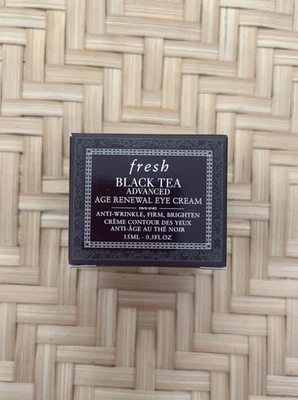 fresh
BLACK TEA
ADVANCED
AGE RENEWAL EYE CREAM
ANTI-WRINKLE, FIRM, BRIGHTEN
CRÈME CONTOUR DES YEUX
ANTI-ÂGE AU THÉ NOIR
15ML - 0.5FL OZ